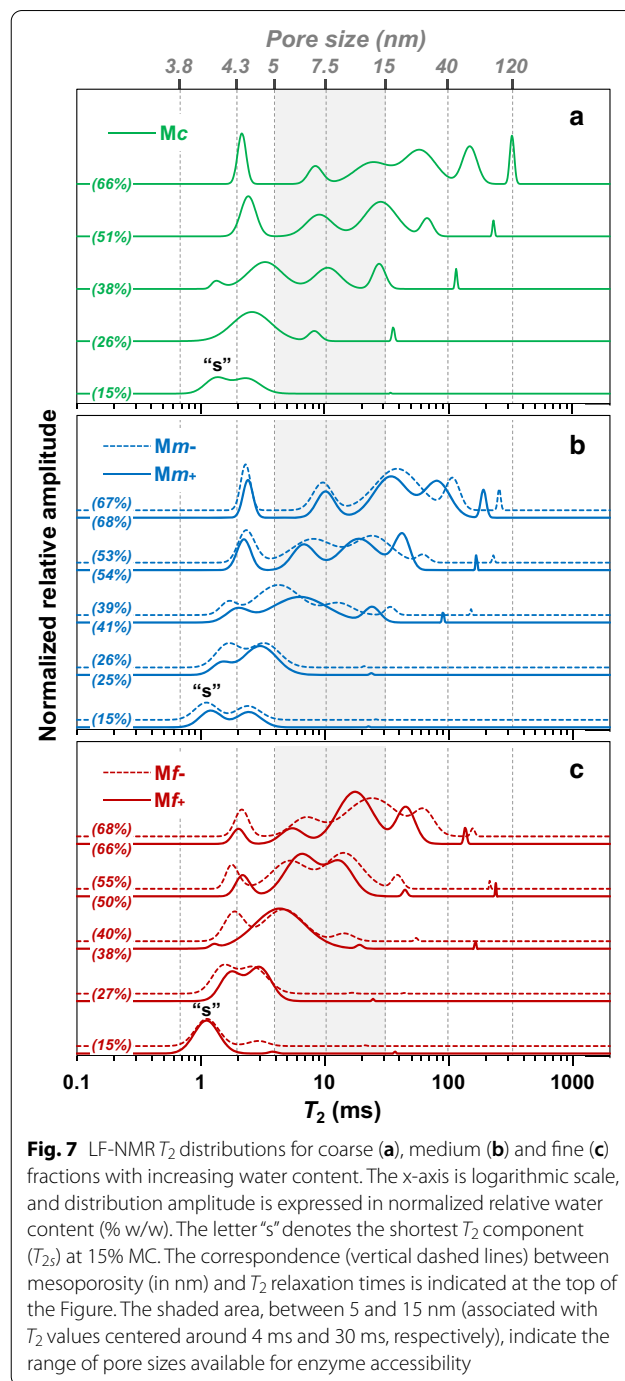 Pore size (nm)
3.8 4.3 5 7.5 15 40 120
Normalized relative amplitude
a
Mc
(66%)
(51%)
(38%)
(26%)
"s"
(15%)
b
Mm-
Mm+
(67%)
(68%)
(53%)
(54%)
(39%)
(41%)
(26%)
(25%)
"s"
(15%)
c
Mf-
Mf+
(68%)
(66%)
(55%)
(50%)
(40%)
(38%)
(27%)
"s"
(15%)
0.1 1 10 100 1000
T2 (ms)
Fig. 7 LF-NMR T2 distributions for coarse (a), medium (b) and fine (c)
fractions with increasing water content. The x-axis is logarithmic scale,
and distribution amplitude is expressed in normalized relative water
content (% w/w). The letter “s” denotes the shortest T2 component
(T2s) at 15% MC. The correspondence (vertical dashed lines) between
mesoporosity (in nm) and T2 relaxation times is indicated at the top of
the Figure. The shaded area, between 5 and 15 nm (associated with
T2 values centered around 4 ms and 30 ms, respectively), indicate the
range of pore sizes available for enzyme accessibility